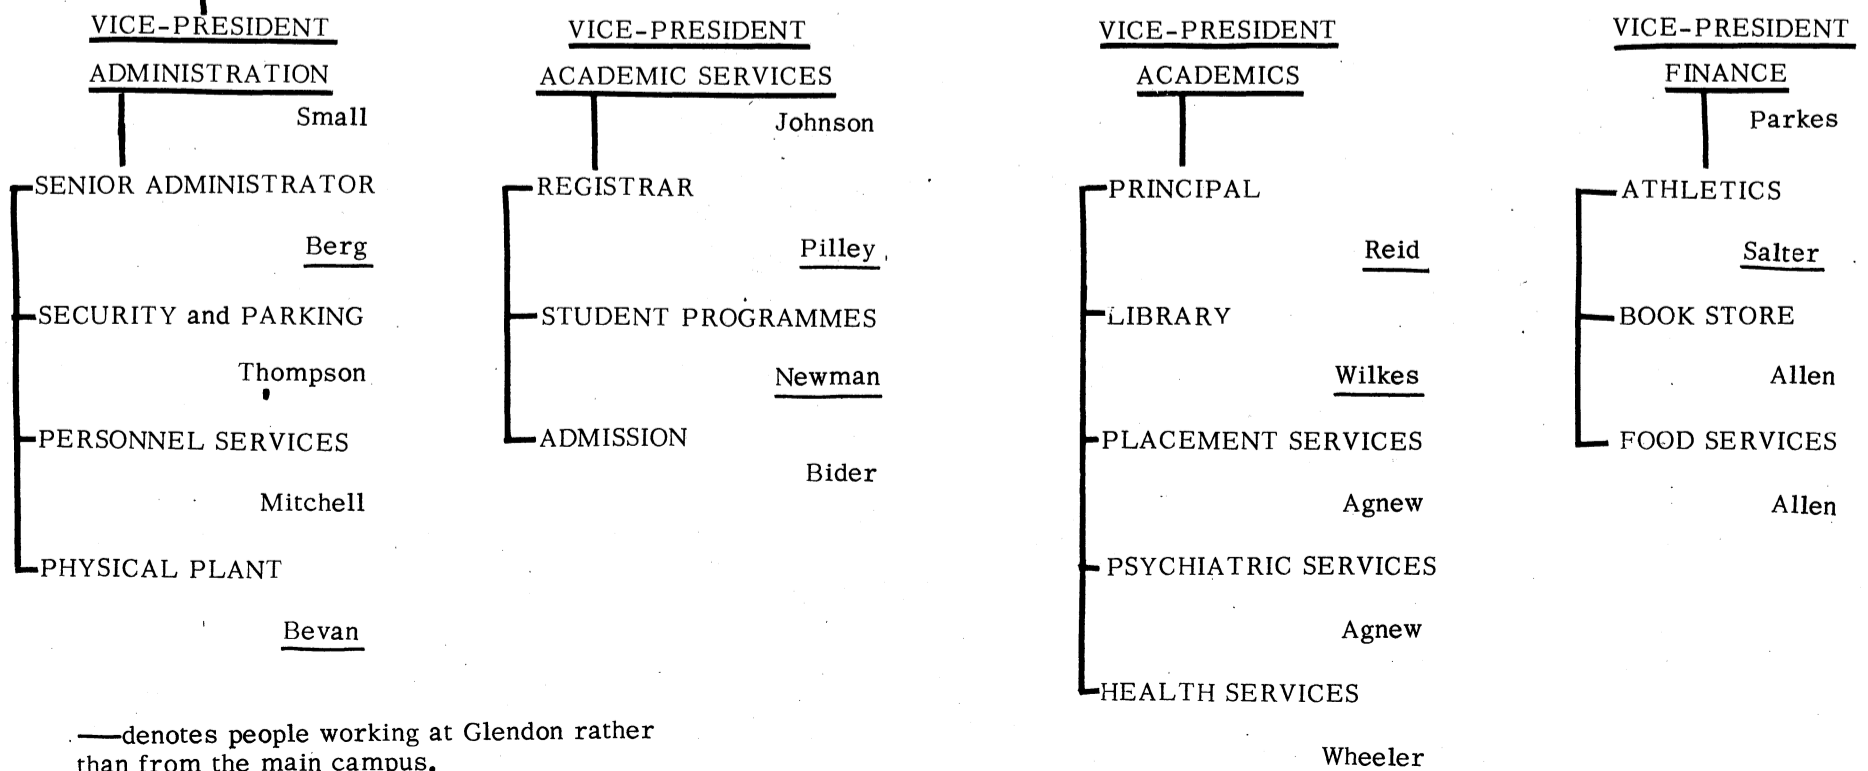 VICE-PRESIDENT
ADMINISTRATION
Small
SENIOR ADMINISTRATOR
Berg
SECURITY and PARKING
Thompson
PERSONNEL SERVICES
Mitchell
PHYSICAL PLANT
Bevan
VICE-PRESIDENT
ACADEMIC SERVICES
Johnson
REGISTRAR
Pilley
STUDENT PROGRAMMES
Newman
ADMISSION
Bider
VICE-PRESIDENT
ACADEMICS
PRINCIPAL
Reid
LIBRARY
Wilkes
PLACEMENT SERVICES
Agnew
PSYCHIATRIC SERVICES
Agnew
HEALTH SERVICES
Wheeler
VICE-PRESIDENT
FINANCE
Parkes
ATHLETICS
Salter
BOOK STORE
Allen
FOOD SERVICES
Allen
—denotes people working at Glendon rather
than from the main campus.